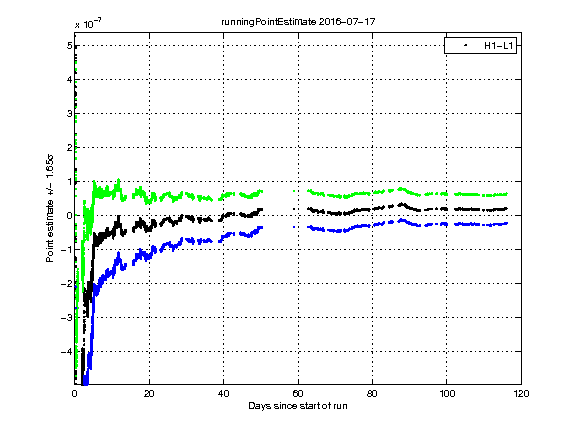 runningPointEstimate 2016-07-17
x 10⁻⁷
H1-L1
5
4
3
2
1
0
-1
-2
-3
-4
Point estimate +/- 1.65σ
0 20 40 60 80 100 120
Days since start of run